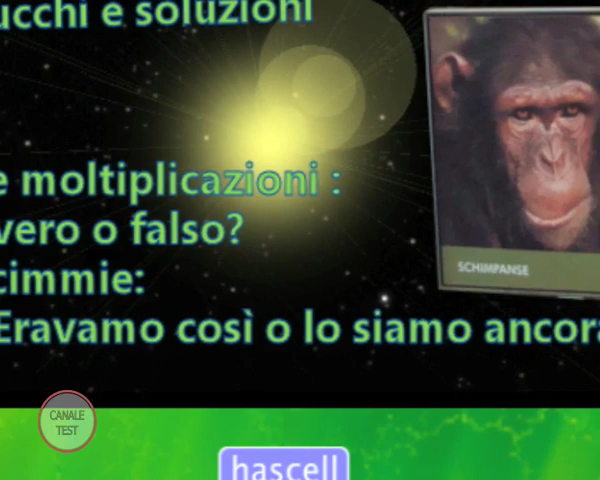 ucchi e soluzioni
e moltiplicazioni :
vero o falso?
cimmie:
Eravamo così o lo siamo ancora
SCHIMPANSE
CANALE
TEST
hascell